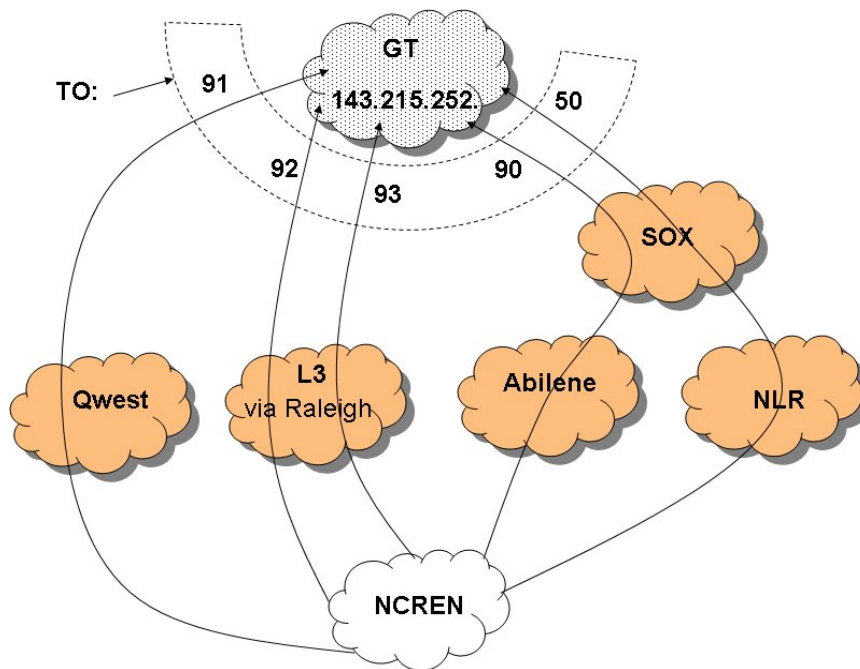 GT
TO:
91
143.215.252.
50
92
93
90
SOX
Qwest
L3
via Raleigh
Abilene
NLR
NCREN